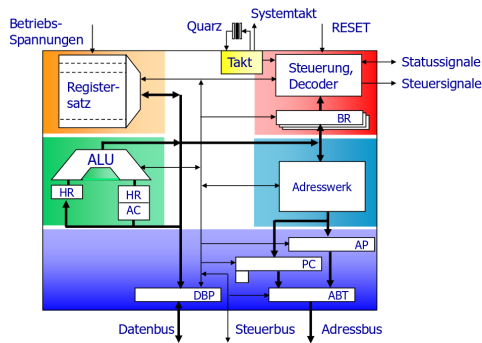 Betriebs-
Spannungen
Quarz
Systemtakt
RESET
Takt
Steuerung,
Decoder
Statussignale
Steuersignale
Register-
satz
BR
ALU
HR
HR
AC
Adresswerk
AP
PC
DBP
ABT
Datenbus
Steuerbus
Adressbus